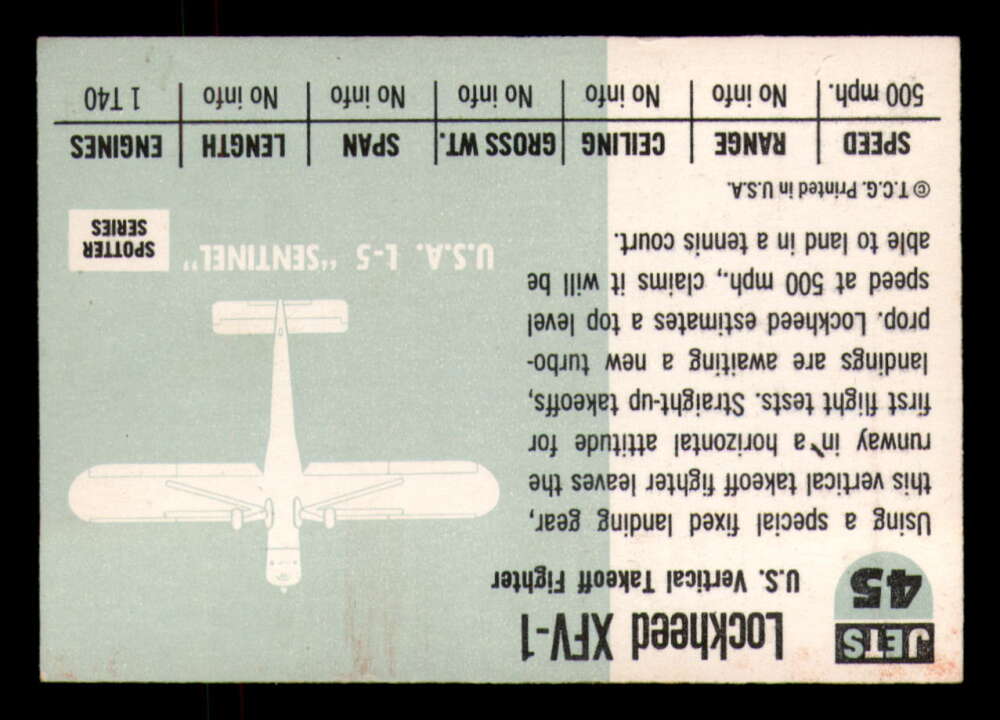 JETS
45
Lockheed XFV-1
U.S. Vertical Takeoff Fighter
Using a special fixed landing gear,
this vertical takeoff fighter leaves the
runway in a horizontal attitude for
first flight tests. Straight-up takeoffs,
landings are awaiting a new turbo-
prop. Lockheed estimates a top level
speed at 500 mph., claims it will be
able to land in a tennis court.
© T.C.G. Printed in U.S.A.
U.S.A. L-5 "SENTINEL"
SPOTTER
SERIES
SPEED RANGE CEILING GROSS WT. SPAN LENGTH ENGINES
500 mph. No info No info No info No info No info 1 T40